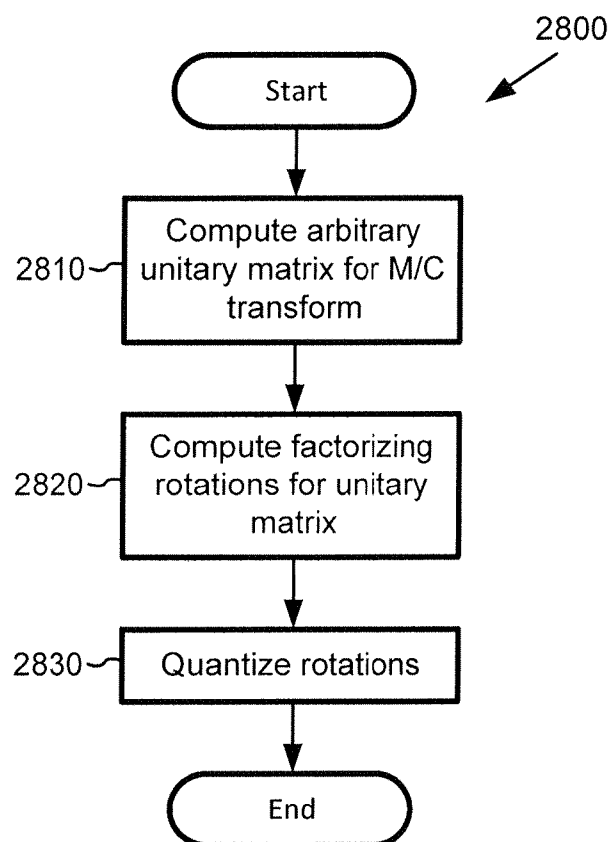 2800
Start
2810
Compute arbitrary
unitary matrix for M/C
transform
2820
Compute factorizing
rotations for unitary
matrix
2830
Quantize rotations
End